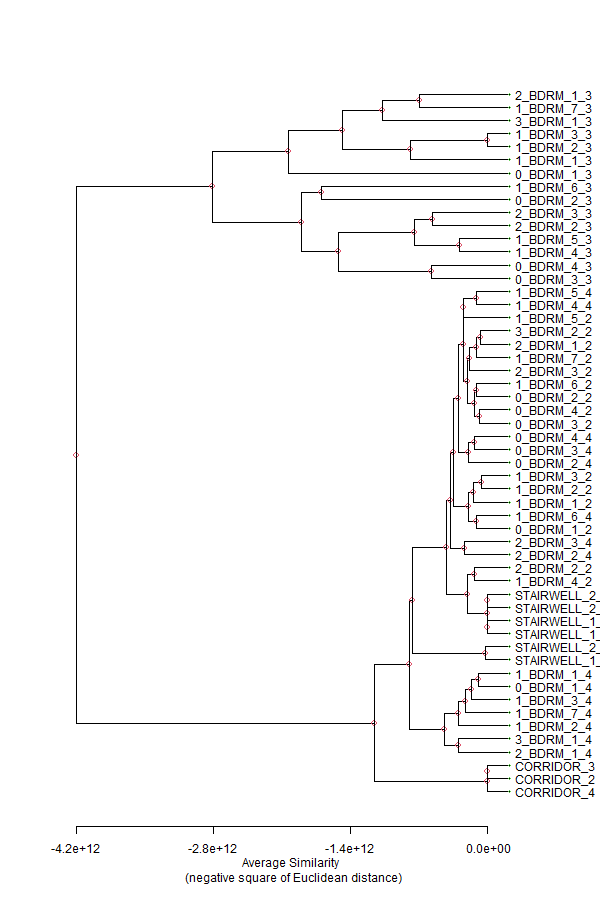 2_BDRM_1_3
1_BDRM_7_3
3_BDRM_1_3
1_BDRM_3_3
1_BDRM_2_3
1_BDRM_1_3
0_BDRM_1_3
1_BDRM_6_3
0_BDRM_2_3
2_BDRM_3_3
2_BDRM_2_3
1_BDRM_5_3
1_BDRM_4_3
0_BDRM_4_3
0_BDRM_3_3
1_BDRM_5_4
1_BDRM_4_4
1_BDRM_5_2
3_BDRM_2_2
2_BDRM_1_2
1_BDRM_7_2
2_BDRM_3_2
1_BDRM_6_2
0_BDRM_2_2
0_BDRM_4_2
0_BDRM_3_2
0_BDRM_4_4
0_BDRM_3_4
0_BDRM_2_4
1_BDRM_3_2
1_BDRM_2_2
1_BDRM_1_2
1_BDRM_6_4
0_BDRM_1_2
2_BDRM_3_4
2_BDRM_2_4
2_BDRM_2_2
1_BDRM_4_2
STAIRWELL_2_
STAIRWELL_2_
STAIRWELL_1_
STAIRWELL_1_
STAIRWELL_2_
STAIRWELL_1_
1_BDRM_1_4
0_BDRM_1_4
1_BDRM_3_4
1_BDRM_7_4
1_BDRM_2_4
3_BDRM_1_4
2_BDRM_1_4
CORRIDOR_3
CORRIDOR_2
CORRIDOR_4
-4.2e+12 -2.8e+12 -1.4e+12 0.0e+00
Average Similarity
(negative square of Euclidean distance)